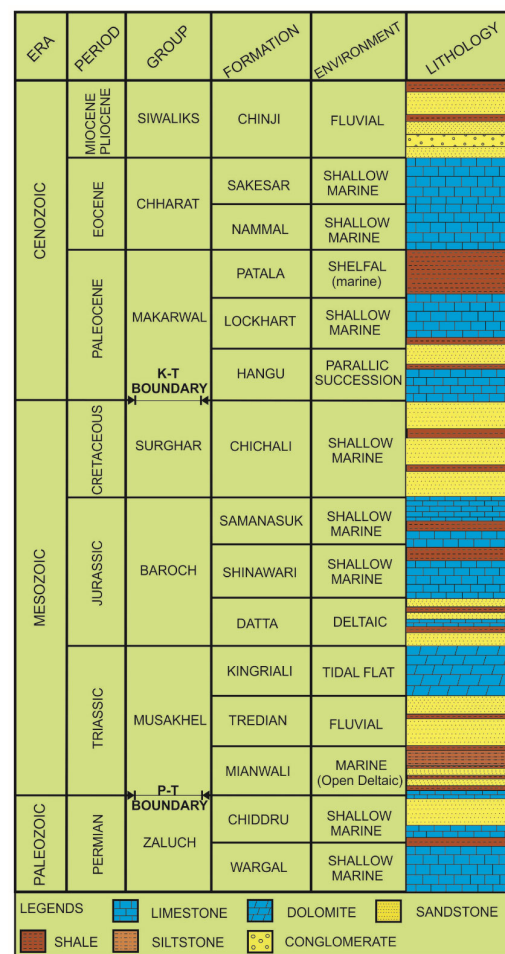 ERA
PERIOD
GROUP
FORMATION
ENVIRONMENT
LITHOLOGY
CENOZOIC
MIOCENE
PLIOCENE
SIWALIKS
CHINJI
FLUVIAL
EOCENE
CHHARAT
SAKESAR
SHALLOW
MARINE
NAMMAL
SHALLOW
MARINE
PALEOCENE
MAKARWAL
PATALA
SHELFAL
(marine)
LOCKHART
SHALLOW
MARINE
HANGU
PARALLIC
SUCCESSION
K-T
BOUNDARY
MESOZOIC
CRETACEOUS
SURGHAR
CHICHALI
SHALLOW
MARINE
JURASSIC
BAROCH
SAMANASUK
SHALLOW
MARINE
SHINAWARI
SHALLOW
MARINE
DATTA
DELTAIC
TRIASSIC
MUSAKHEL
KINGRIALI
TIDAL FLAT
TREDIAN
FLUVIAL
MIANWALI
MARINE
(Open Deltaic)
P-T
BOUNDARY
PALEOZOIC
PERMIAN
ZALUCH
CHIDDRU
SHALLOW
MARINE
WARGAL
SHALLOW
MARINE
LEGENDS
LIMESTONE
DOLOMITE
SANDSTONE
SHALE
SILTSTONE
CONGLOMERATE